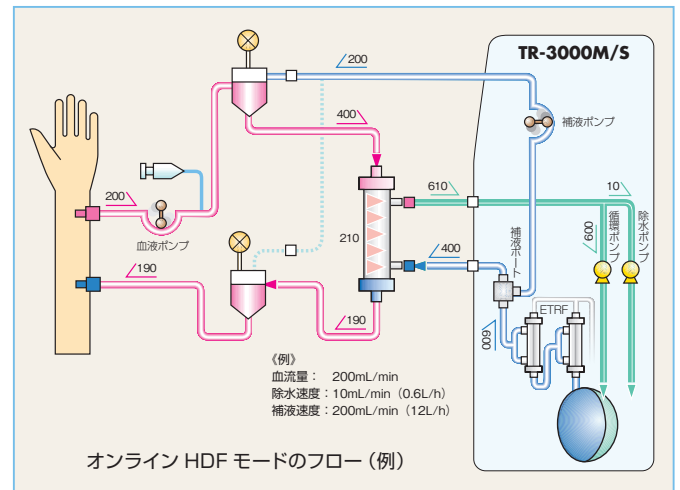 TR-3000M/S
200
補液ポンプ
400
200
血液ポンプ
610
10
600
循環ポンプ
除水ポンプ
210
400
補液ポート
190
ETRF
600
190
《例》
血流量： 200mL/min
除水速度：10mL/min（0.6L/h）
補液速度：200mL/min（12L/h）
オンライン HDF モードのフロー（例）